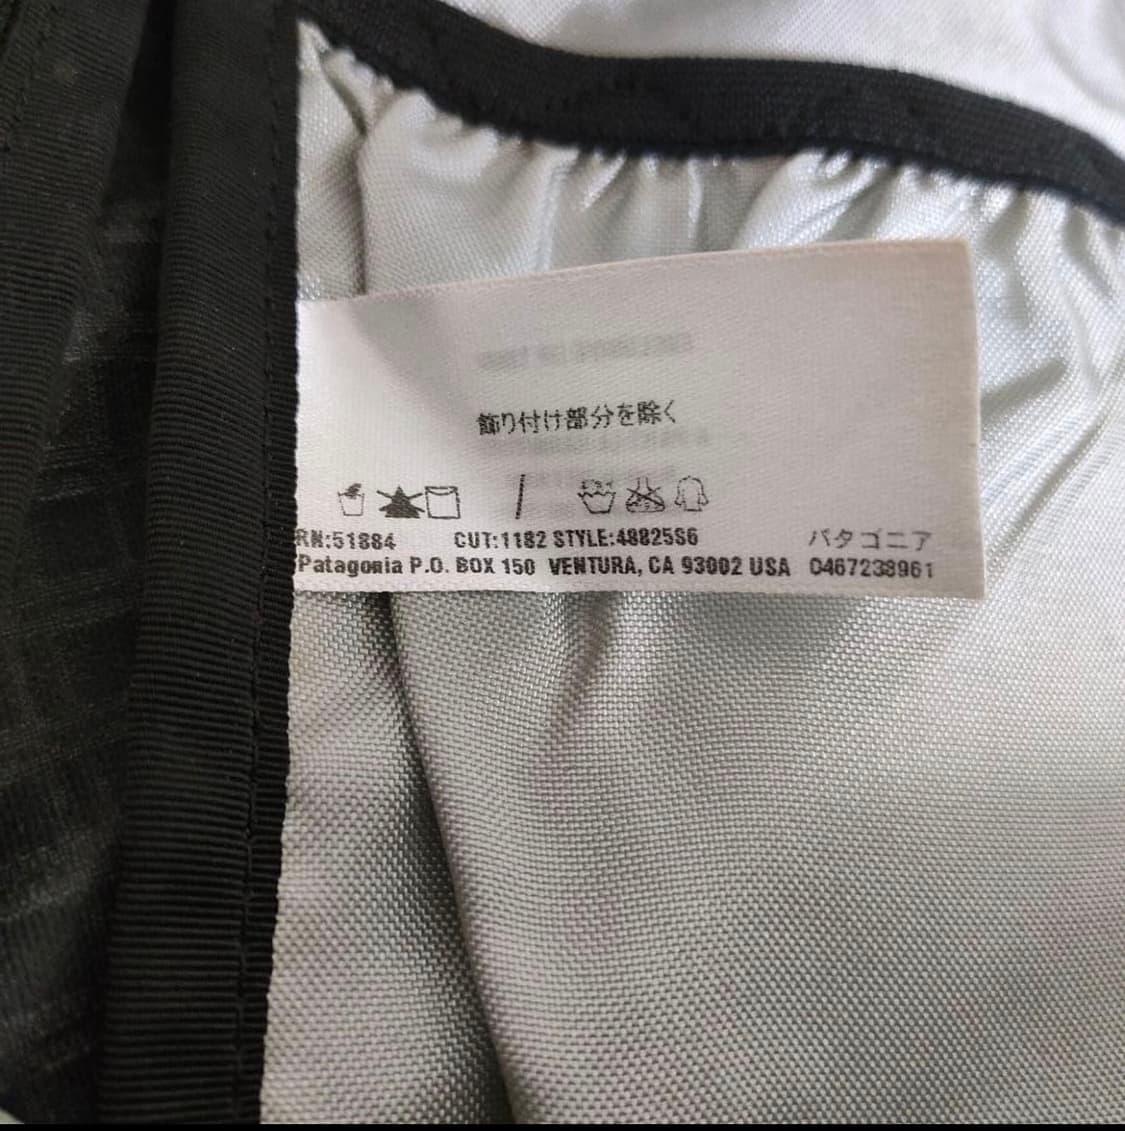 飾り付け部分を除く
RN:51884 CUT:1182 STYLE:48825S6 パタゴニア
Patagonia P.O. BOX 150 VENTURA, CA 93002 USA 0467238961